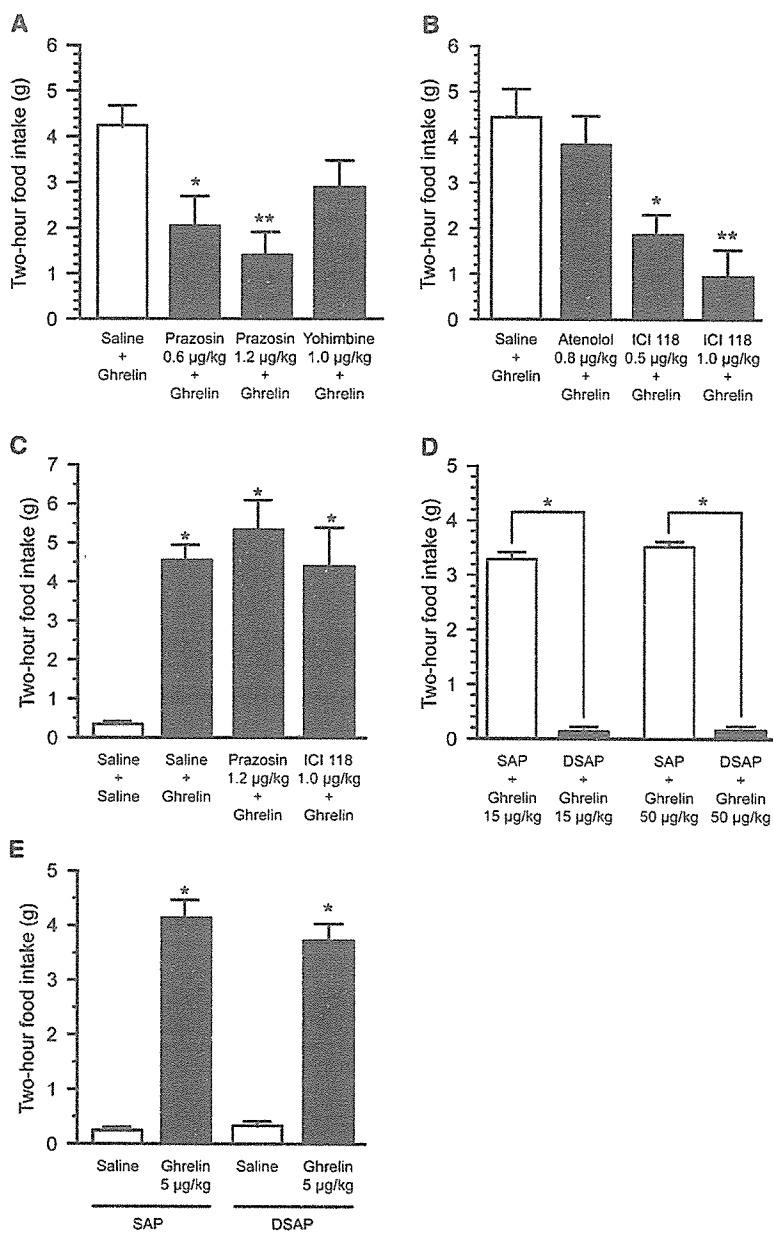 A
Two-hour food intake (g)
6
5
4
3
2
1
0
*
**
Saline
+
Ghrelin
Prazosin
0.6 µg/kg
+
Ghrelin
Prazosin
1.2 µg/kg
+
Ghrelin
Yohimbine
1.0 µg/kg
+
Ghrelin
B
Two-hour food intake (g)
6
5
4
3
2
1
0
*
**
Saline
+
Ghrelin
Atenolol
0.8 µg/kg
+
Ghrelin
ICI 118
0.5 µg/kg
+
Ghrelin
ICI 118
1.0 µg/kg
+
Ghrelin
C
Two-hour food intake (g)
7
6
5
4
3
2
1
0
*
*
*
Saline
+
Saline
Saline
+
Ghrelin
Prazosin
1.2 µg/kg
+
Ghrelin
ICI 118
1.0 µg/kg
+
Ghrelin
D
Two-hour food intake (g)
5
4
3
2
1
0
*
*
SAP
+
Ghrelin
15 µg/kg
DSAP
+
Ghrelin
15 µg/kg
SAP
+
Ghrelin
50 µg/kg
DSAP
+
Ghrelin
50 µg/kg
E
Two-hour food intake (g)
5
4
3
2
1
0
*
*
Saline
Ghrelin
5 µg/kg
Saline
Ghrelin
5 µg/kg
SAP
DSAP